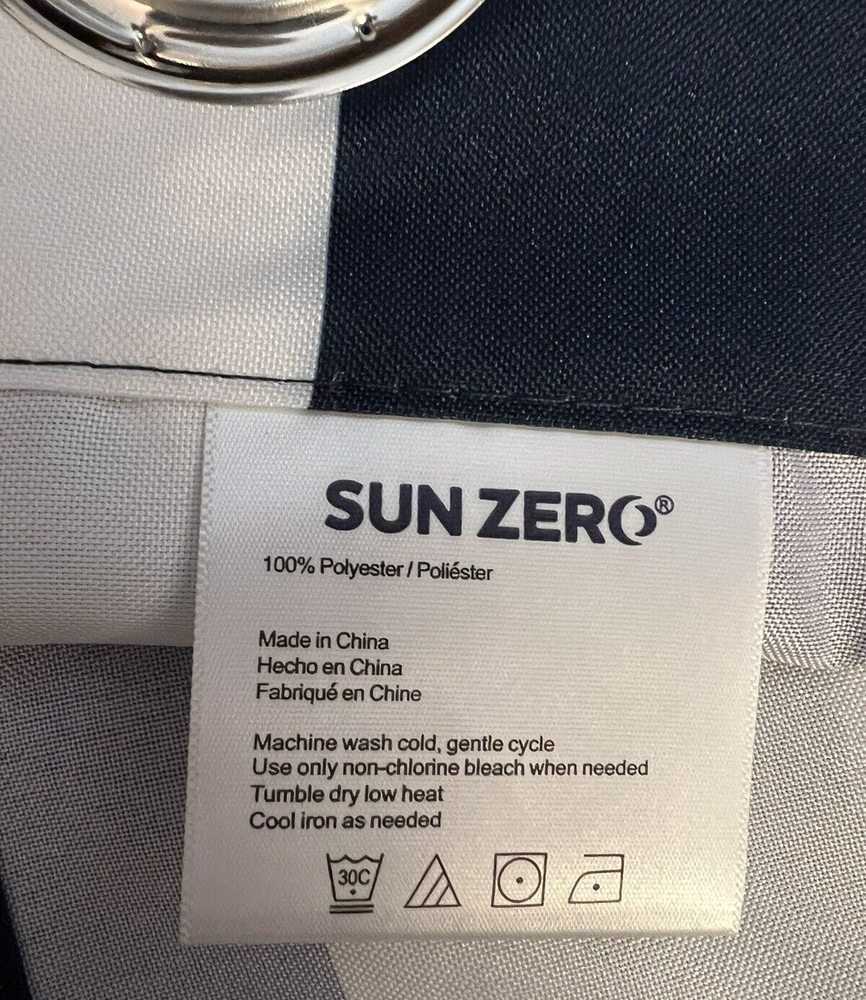 SUN ZERO®
100% Polyester / Poliéster
Made in China
Hecho en China
Fabriqué en Chine
Machine wash cold, gentle cycle
Use only non-chlorine bleach when needed
Tumble dry low heat
Cool iron as needed
30C